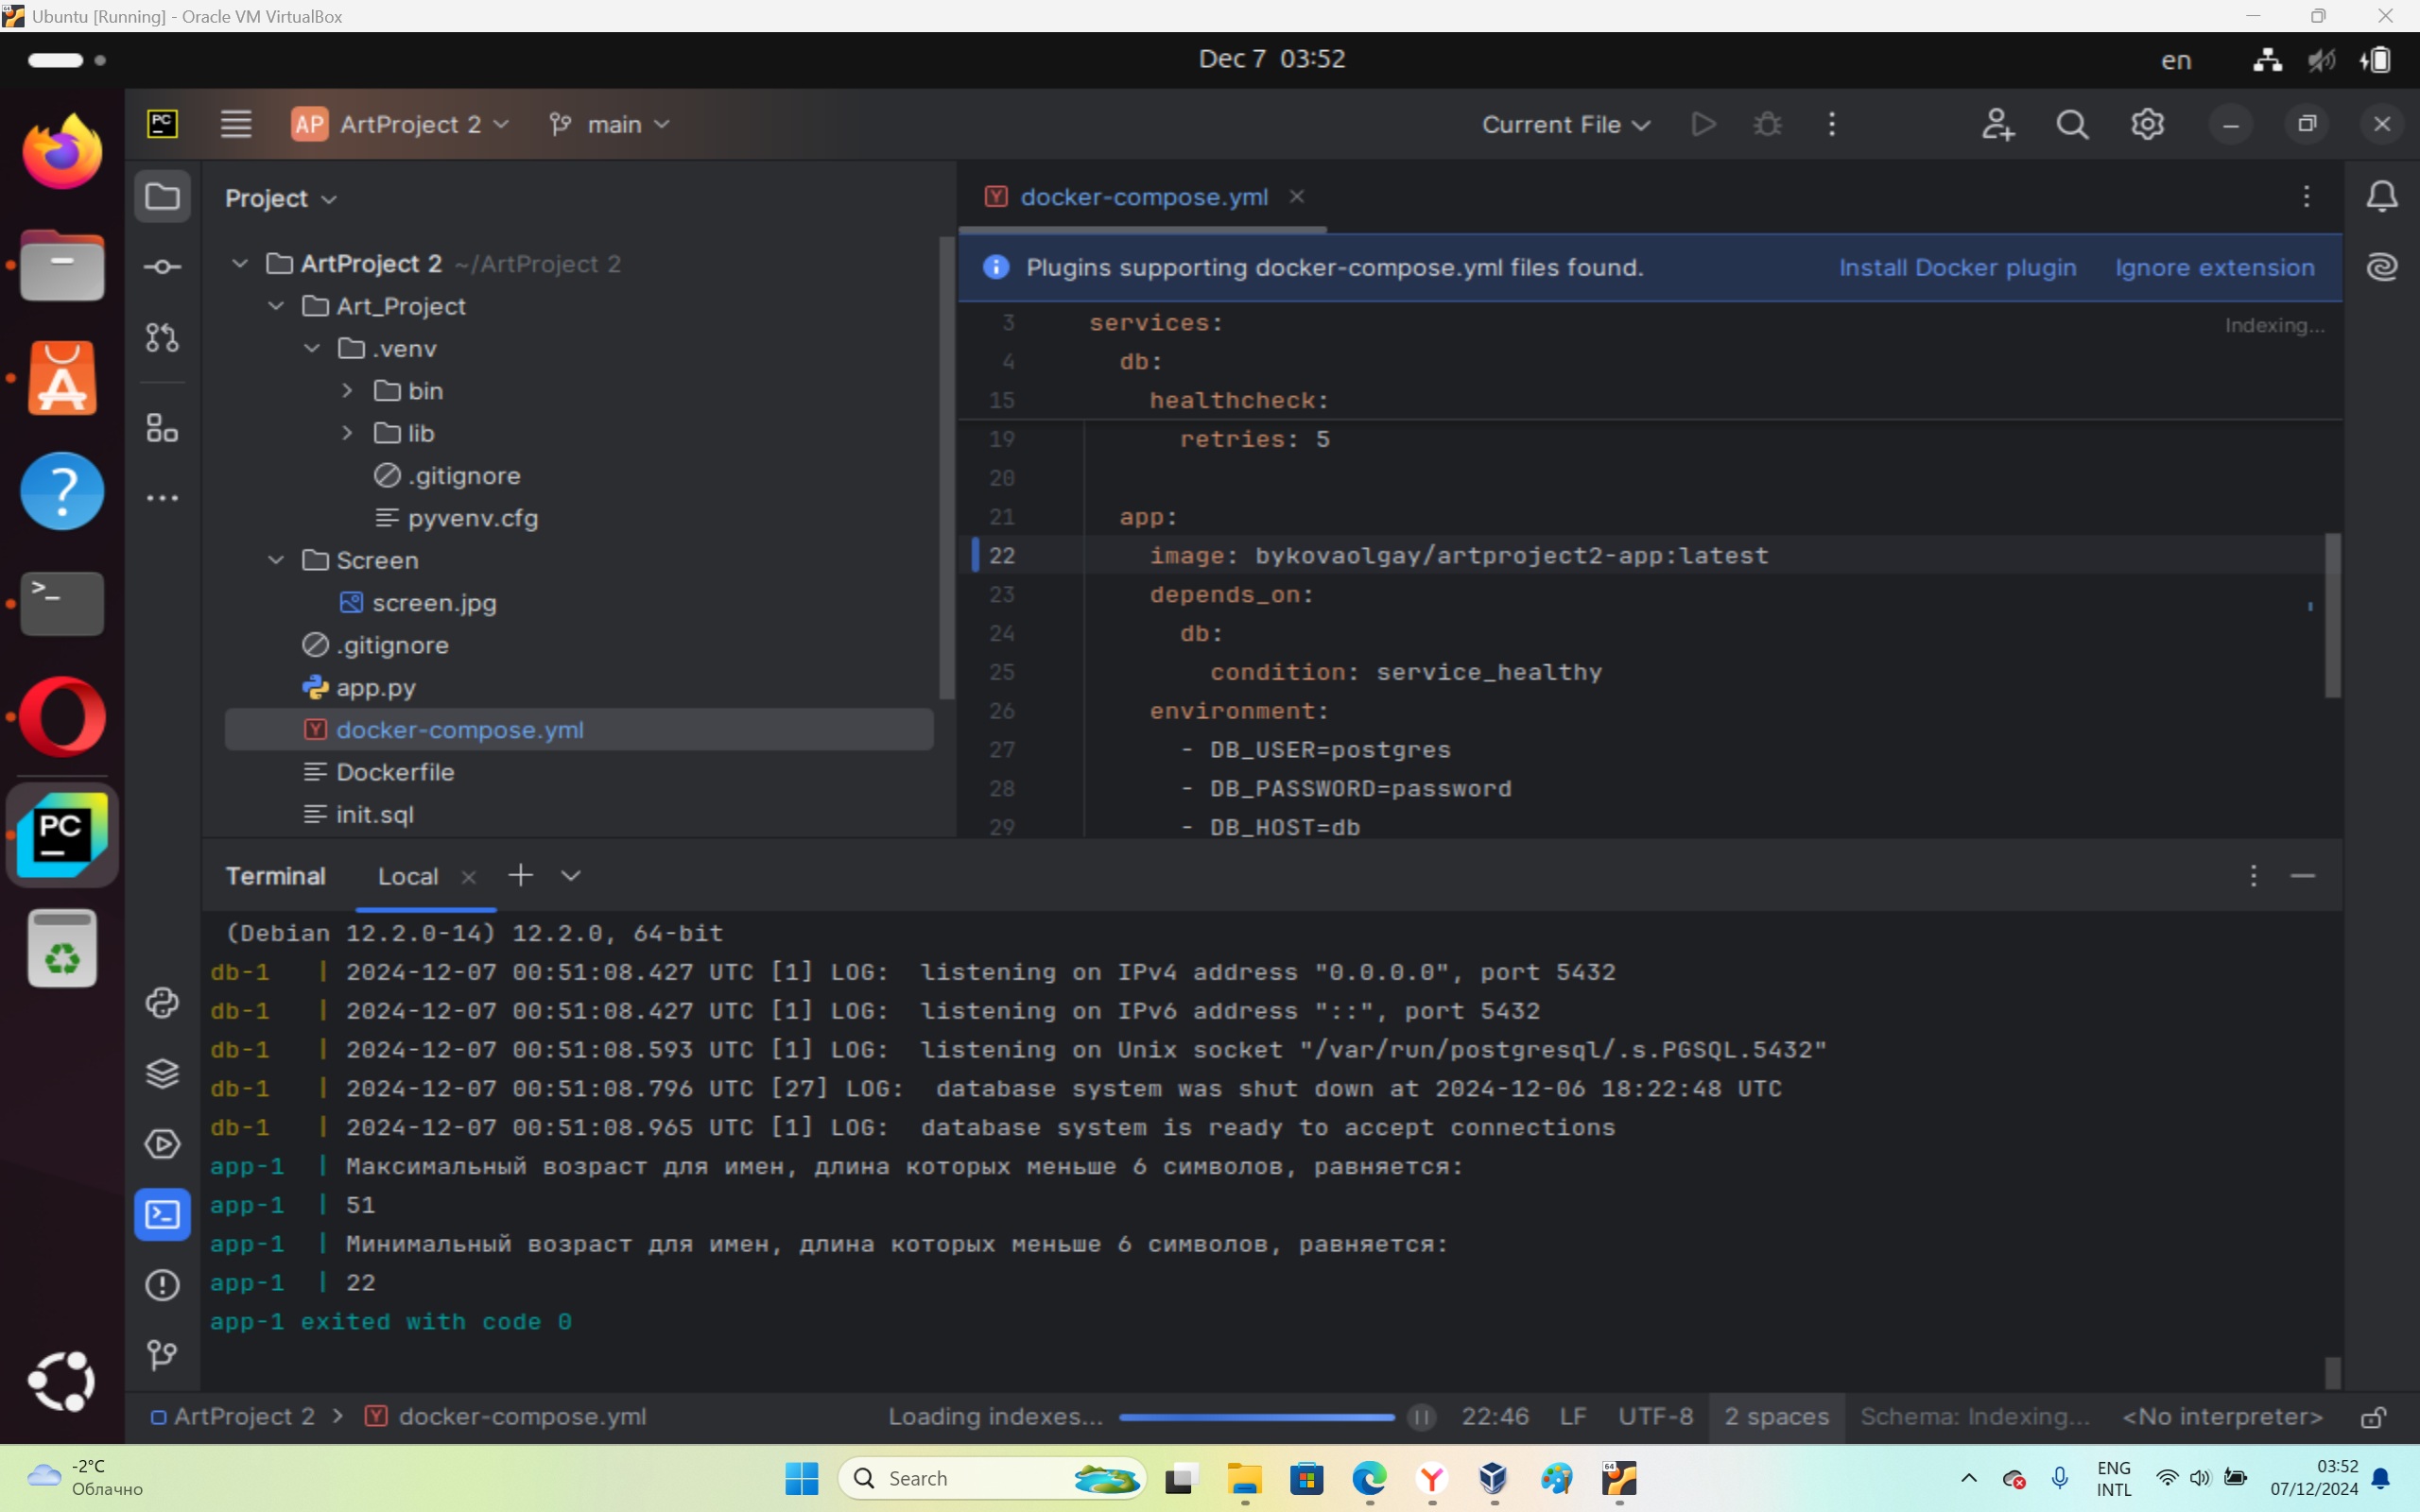 Ubuntu [Running] - Oracle VM VirtualBox
Dec 7 03:52
en
PC
AP ArtProject 2
main
Current File
Project
docker-compose.yml
ArtProject 2 ~/ArtProject 2
Art_Project
.venv
bin
lib
.gitignore
pyvenv.cfg
Screen
screen.jpg
.gitignore
app.py
docker-compose.yml
Dockerfile
init.sql
Plugins supporting docker-compose.yml files found.
Install Docker plugin
Ignore extension
Indexing...
3 services:
4 db:
15 healthcheck:
19 retries: 5
20
21 app:
22 image: bykovaolgay/artproject2-app:latest
23 depends_on:
24 db:
25 condition: service_healthy
26 environment:
27 - DB_USER=postgres
28 - DB_PASSWORD=password
29 - DB_HOST=db
PC
Terminal
Local
(Debian 12.2.0-14) 12.2.0, 64-bit
db-1 | 2024-12-07 00:51:08.427 UTC [1] LOG: listening on IPv4 address "0.0.0.0", port 5432
db-1 | 2024-12-07 00:51:08.427 UTC [1] LOG: listening on IPv6 address "::", port 5432
db-1 | 2024-12-07 00:51:08.593 UTC [1] LOG: listening on Unix socket "/var/run/postgresql/.s.PGSQL.5432"
db-1 | 2024-12-07 00:51:08.796 UTC [27] LOG: database system was shut down at 2024-12-06 18:22:48 UTC
db-1 | 2024-12-07 00:51:08.965 UTC [1] LOG: database system is ready to accept connections
app-1 | Максимальный возраст для имен, длина которых меньше 6 символов, равняется:
app-1 | 51
app-1 | Минимальный возраст для имен, длина которых меньше 6 символов, равняется:
app-1 | 22
app-1 exited with code 0
ArtProject 2 > docker-compose.yml
Loading indexes...
22:46
LF
UTF-8
2 spaces
Schema: Indexing...
<No interpreter>
-2°C
Облачно
Search
64
ENG
INTL
03:52
07/12/2024